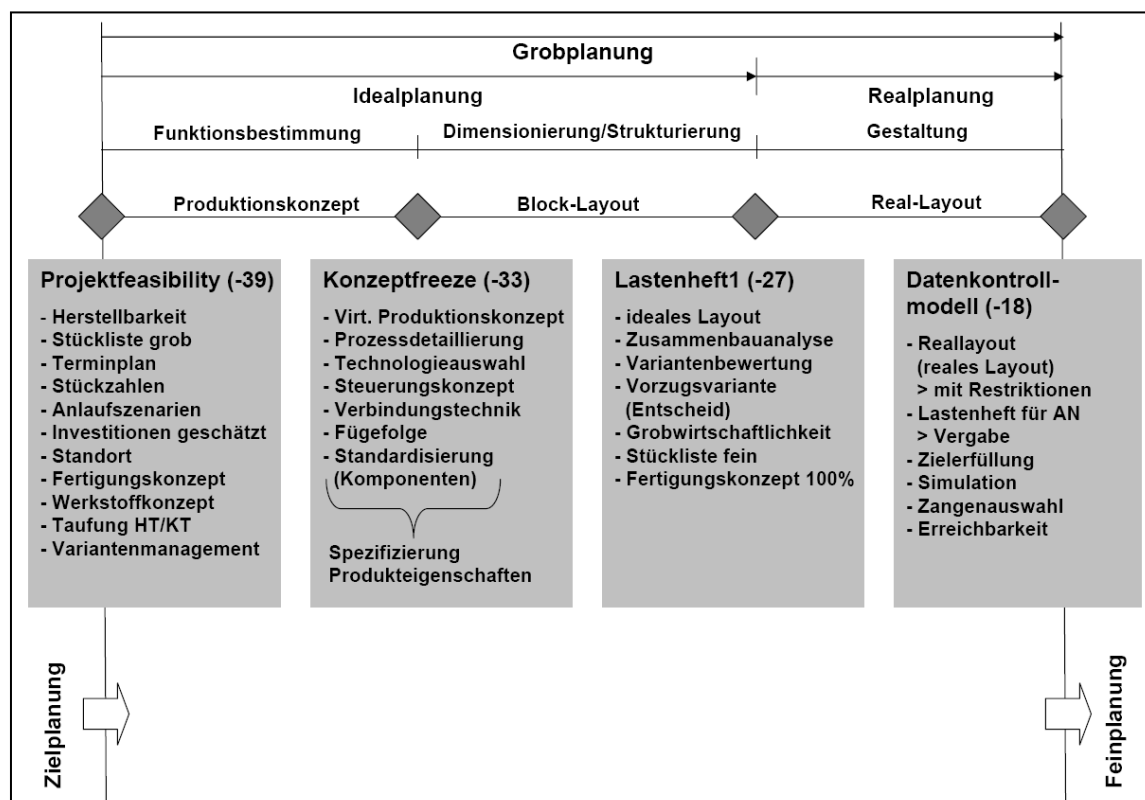 Grobplanung
Idealplanung
Realplanung
Funktionsbestimmung
Dimensionierung/Strukturierung
Gestaltung
Produktionskonzept
Block-Layout
Real-Layout
Projektfeasibility (-39)
- Herstellbarkeit
- Stückliste grob
- Terminplan
- Stückzahlen
- Anlaufszenarien
- Investitionen geschätzt
- Standort
- Fertigungskonzept
- Werkstoffkonzept
- Taufung HT/KT
- Variantenmanagement
Konzeptfreeze (-33)
- Virt. Produktionskonzept
- Prozessdetaillierung
- Technologieauswahl
- Steuerungskonzept
- Verbindungstechnik
- Fügefolge
- Standardisierung
(Komponenten)
Spezifizierung
Produkteigenschaften
Lastenheft1 (-27)
- ideales Layout
- Zusammenbauanalyse
- Variantenbewertung
- Vorzugsvariante
(Entscheid)
- Grobwirtschaftlichkeit
- Stückliste fein
- Fertigungskonzept 100%
Datenkontroll-
modell (-18)
- Reallayout
(reales Layout)
> mit Restriktionen
- Lastenheft für AN
> Vergabe
- Zielerfüllung
- Simulation
- Zangenauswahl
- Erreichbarkeit
Zielplanung
Feinplanung